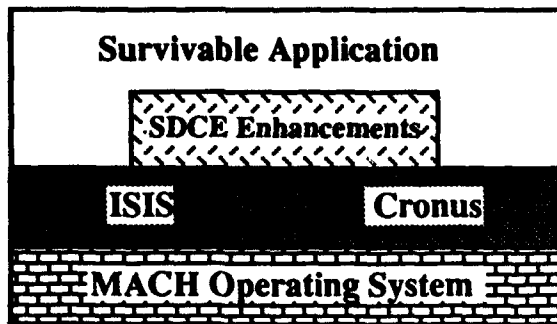 Survivable Application
SDCE Enhancements
ISIS Cronus
MACH Operating System